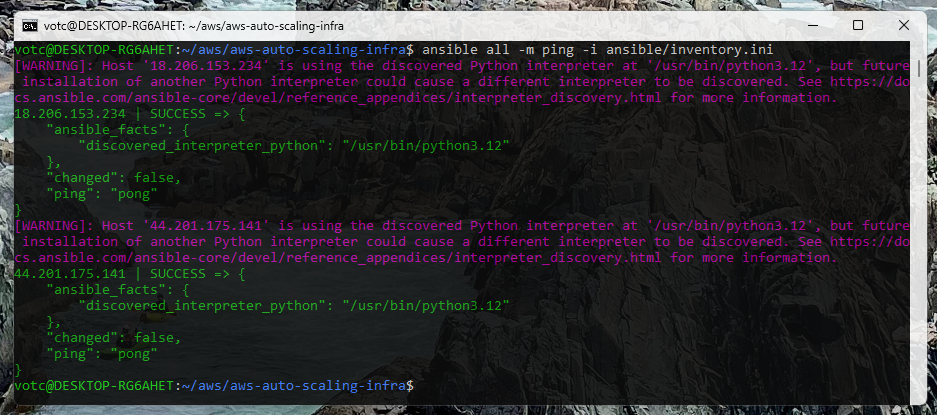 votc@DESKTOP-RG6AHET: ~/aws/aws-auto-scaling-infra
votc@DESKTOP-RG6AHET:~/aws/aws-auto-scaling-infra$ ansible all -m ping -i ansible/inventory.ini
[WARNING]: Host '18.206.153.234' is using the discovered Python interpreter at '/usr/bin/python3.12', but future
 installation of another Python interpreter could cause a different interpreter to be discovered. See https://do
cs.ansible.com/ansible-core/devel/reference_appendices/interpreter_discovery.html for more information.
18.206.153.234 | SUCCESS => {
    "ansible_facts": {
        "discovered_interpreter_python": "/usr/bin/python3.12"
    },
    "changed": false,
    "ping": "pong"
}
[WARNING]: Host '44.201.175.141' is using the discovered Python interpreter at '/usr/bin/python3.12', but future
 installation of another Python interpreter could cause a different interpreter to be discovered. See https://do
cs.ansible.com/ansible-core/devel/reference_appendices/interpreter_discovery.html for more information.
44.201.175.141 | SUCCESS => {
    "ansible_facts": {
        "discovered_interpreter_python": "/usr/bin/python3.12"
    },
    "changed": false,
    "ping": "pong"
}
votc@DESKTOP-RG6AHET:~/aws/aws-auto-scaling-infra$